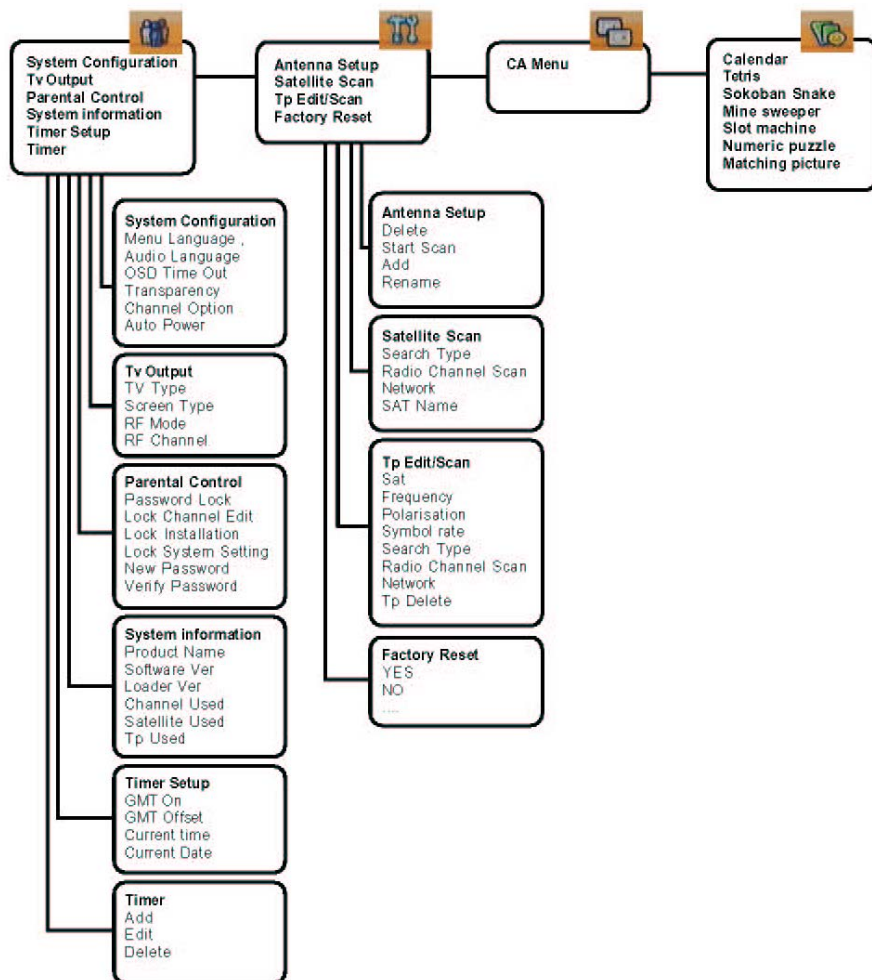 System Configuration
Tv Output
Parental Control
System information
Timer Setup
Timer
Antenna Setup
Satellite Scan
Tp Edit/Scan
Factory Reset
CA Menu
Calendar
Tetris
Sokoban Snake
Mine sweeper
Slot machine
Numeric puzzle
Matching picture
System Configuration
Menu Language ,
Audio Language
OSD Time Out
Transparency
Channel Option
Auto Power
Tv Output
TV Type
Screen Type
RF Mode
RF Channel
Parental Control
Password Lock
Lock Channel Edit
Lock Installation
Lock System Setting
New Password
Verify Password
System information
Product Name
Software Ver
Loader Ver
Channel Used
Satellite Used
Tp Used
Timer Setup
GMT On
GMT Offset
Current time
Current Date
Timer
Add
Edit
Delete
Antenna Setup
Delete
Start Scan
Add
Rename
Satellite Scan
Search Type
Radio Channel Scan
Network
SAT Name
Tp Edit/Scan
Sat
Frequency
Polarisation
Symbol rate
Search Type
Radio Channel Scan
Network
Tp Delete
Factory Reset
YES
NO
....